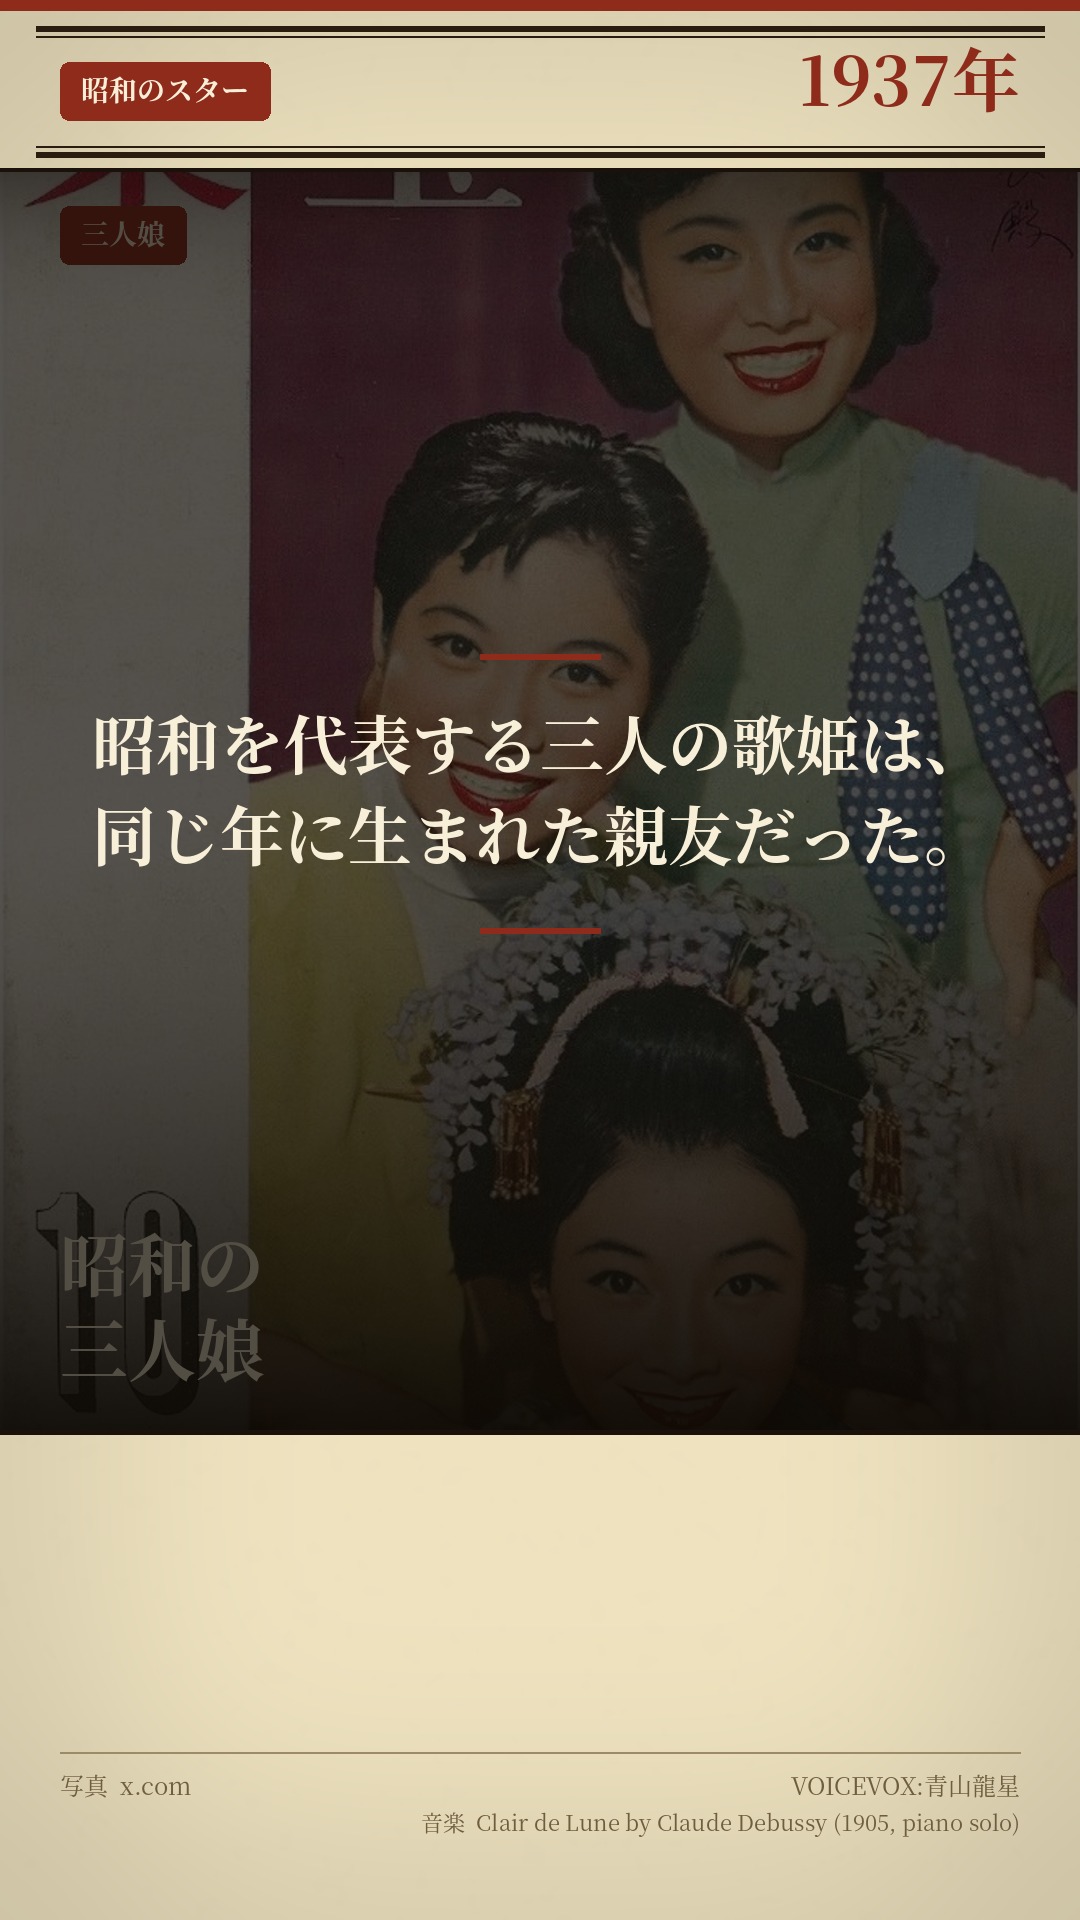 昭和のスター
1937年
三人娘
昭和を代表する三人の歌姫は、
同じ年に生まれた親友だった。
10
昭和の
三人娘
写真 x.com
VOICEVOX:青山龍星
音楽 Clair de Lune by Claude Debussy (1905, piano solo)